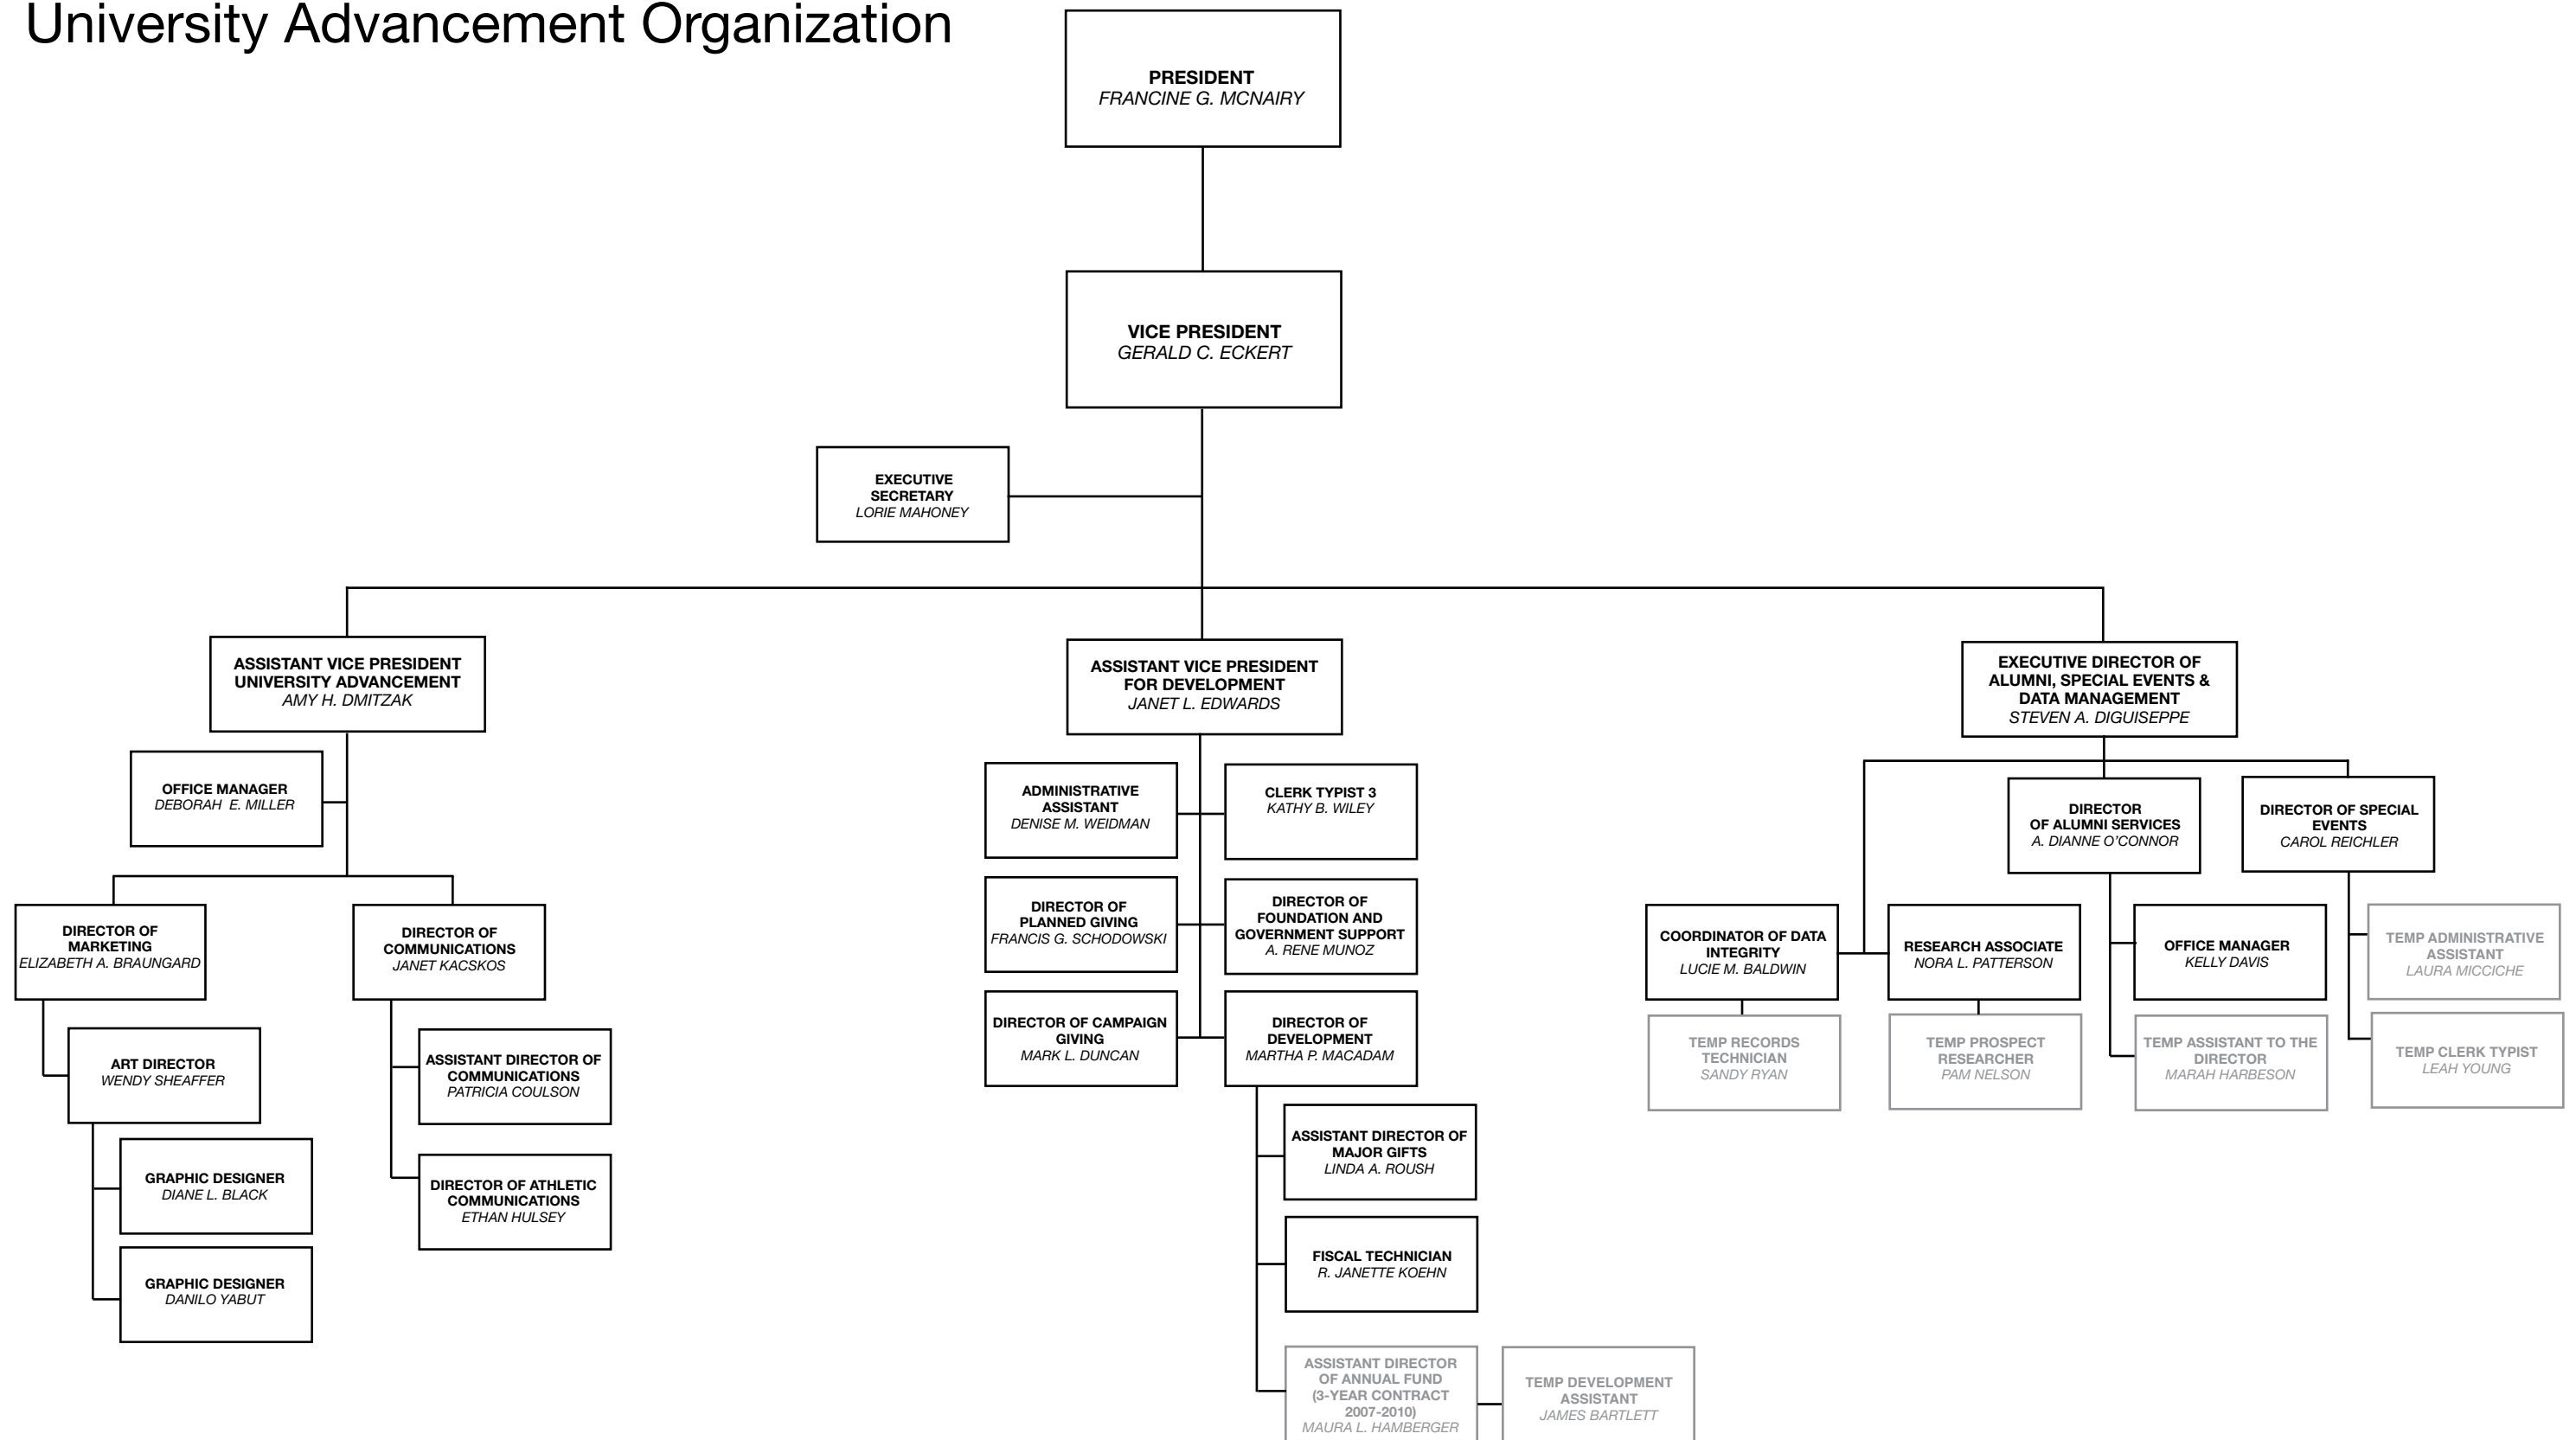 University Advancement Organization
PRESIDENT
FRANCINE G. MCNAIRY
VICE PRESIDENT
GERALD C. ECKERT
EXECUTIVE
SECRETARY
LORIE MAHONEY
ASSISTANT VICE PRESIDENT
UNIVERSITY ADVANCEMENT
AMY H. DMITZAK
OFFICE MANAGER
DEBORAH  E. MILLER
DIRECTOR OF
MARKETING
ELIZABETH A. BRAUNGARD
ART DIRECTOR
WENDY SHEAFFER
GRAPHIC DESIGNER
DIANE L. BLACK
GRAPHIC DESIGNER
DANILO YABUT
DIRECTOR OF
COMMUNICATIONS
JANET KACSKOS
ASSISTANT DIRECTOR OF
COMMUNICATIONS
PATRICIA COULSON
DIRECTOR OF ATHLETIC
COMMUNICATIONS
ETHAN HULSEY
ASSISTANT VICE PRESIDENT
FOR DEVELOPMENT
JANET L. EDWARDS
ADMINISTRATIVE
ASSISTANT
DENISE M. WEIDMAN
CLERK TYPIST 3
KATHY B. WILEY
DIRECTOR OF
PLANNED GIVING
FRANCIS G. SCHODOWSKI
DIRECTOR OF
FOUNDATION AND
GOVERNMENT SUPPORT
A. RENE MUNOZ
DIRECTOR OF CAMPAIGN
GIVING
MARK L. DUNCAN
DIRECTOR OF
DEVELOPMENT
MARTHA P. MACADAM
ASSISTANT DIRECTOR OF
MAJOR GIFTS
LINDA A. ROUSH
FISCAL TECHNICIAN
R. JANETTE KOEHN
ASSISTANT DIRECTOR
OF ANNUAL FUND
(3-YEAR CONTRACT
2007-2010)
MAURA L. HAMBERGER
TEMP DEVELOPMENT
ASSISTANT
JAMES BARTLETT
EXECUTIVE DIRECTOR OF
ALUMNI, SPECIAL EVENTS &
DATA MANAGEMENT
STEVEN A. DIGUISEPPE
DIRECTOR
OF ALUMNI SERVICES
A. DIANNE O’CONNOR
DIRECTOR OF SPECIAL
EVENTS
CAROL REICHLER
COORDINATOR OF DATA
INTEGRITY
LUCIE M. BALDWIN
RESEARCH ASSOCIATE
NORA L. PATTERSON
OFFICE MANAGER
KELLY DAVIS
TEMP ADMINISTRATIVE
ASSISTANT
LAURA MICCICHE
TEMP RECORDS
TECHNICIAN
SANDY RYAN
TEMP PROSPECT
RESEARCHER
PAM NELSON
TEMP ASSISTANT TO THE
DIRECTOR
MARAH HARBESON
TEMP CLERK TYPIST
LEAH YOUNG